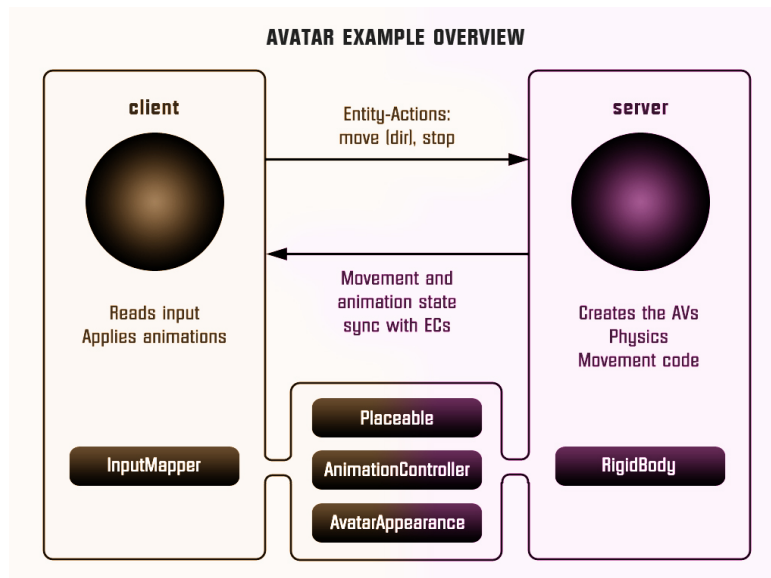 AVATAR EXAMPLE OVERVIEW
client
Entity-Actions:
move (dir), stop
server
Movement and
animation state
sync with ECs
Reads input
Applies animations
Creates the AVs
Physics
Movement code
Placeable
InputMapper
AnimationController
RigidBody
AvatarAppearance